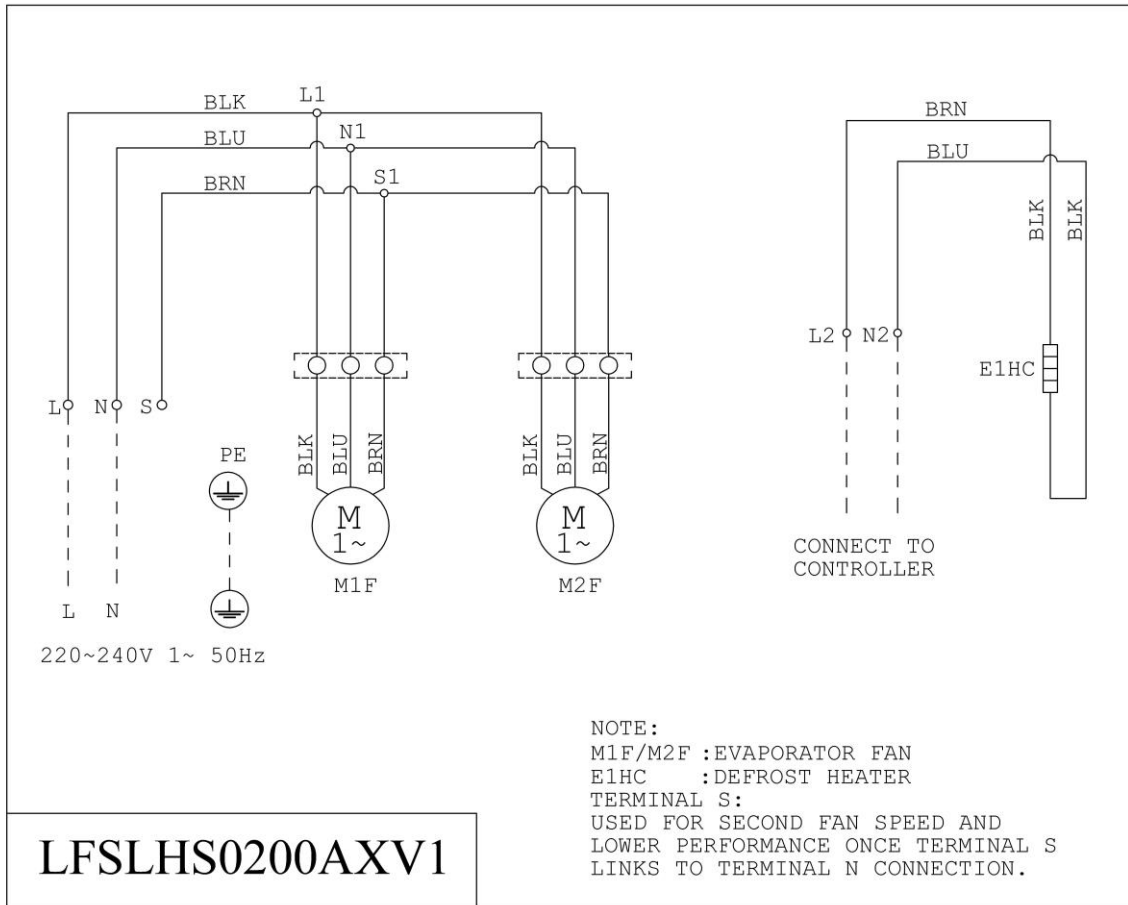 BLK L1
BLU N1
BRN S1
BRN
BLU
BLK BLK
L2 N2
E1HC
L N S
PE
BLK BLU BRN
BLK BLU BRN
M
1~
M1F
M
1~
M2F
CONNECT TO
CONTROLLER
L N
220~240V 1~ 50Hz
NOTE:
M1F/M2F :EVAPORATOR FAN
E1HC :DEFROST HEATER
TERMINAL S:
USED FOR SECOND FAN SPEED AND
LOWER PERFORMANCE ONCE TERMINAL S
LINKS TO TERMINAL N CONNECTION.
LFSLHS0200AXV1